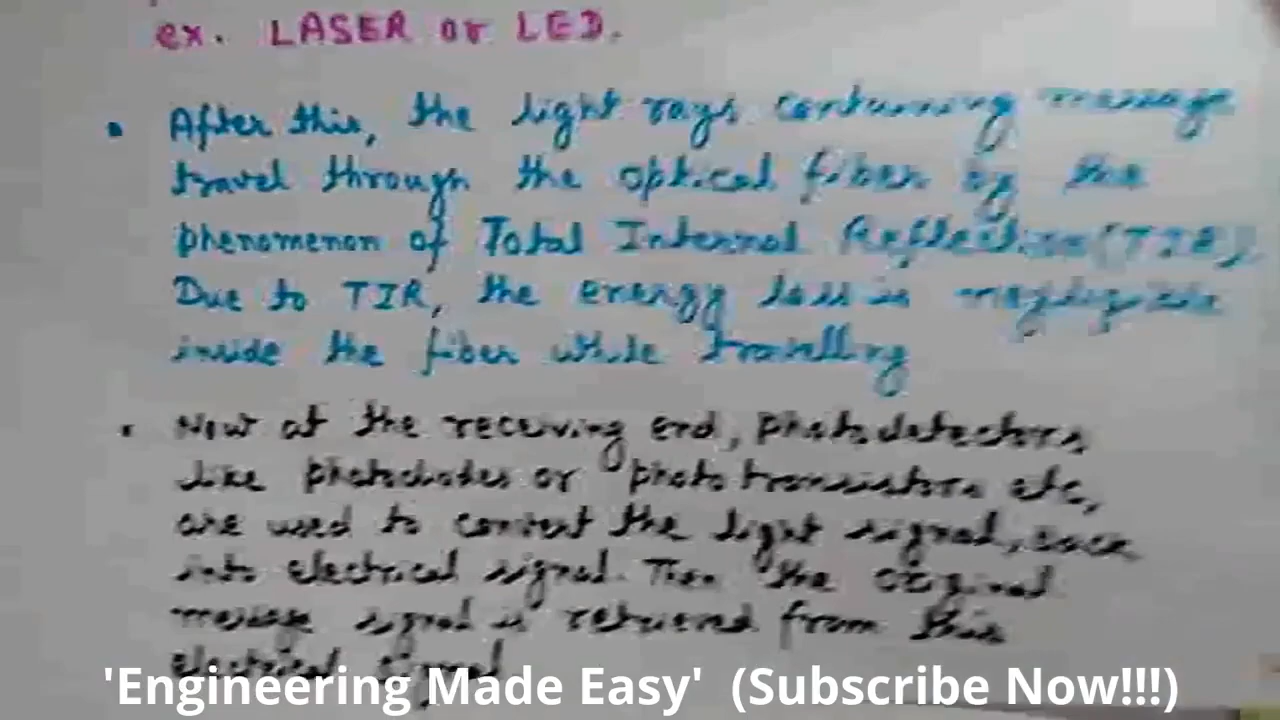 ex. LASER or LED.
• After this, the light rays containing message
travel through the optical fiber by the
phenomenon of Total Internal Reflection (TIR).
Due to TIR, the energy loss is negligible
inside the fiber while travelling
• Now at the receiving end, photodetectors,
like photodiodes or phototransistors etc,
are used to convert the light signal, back
into electrical signal. Then the original
message signal is retrieved from this
electrical signal.
'Engineering Made Easy' (Subscribe Now!!!)